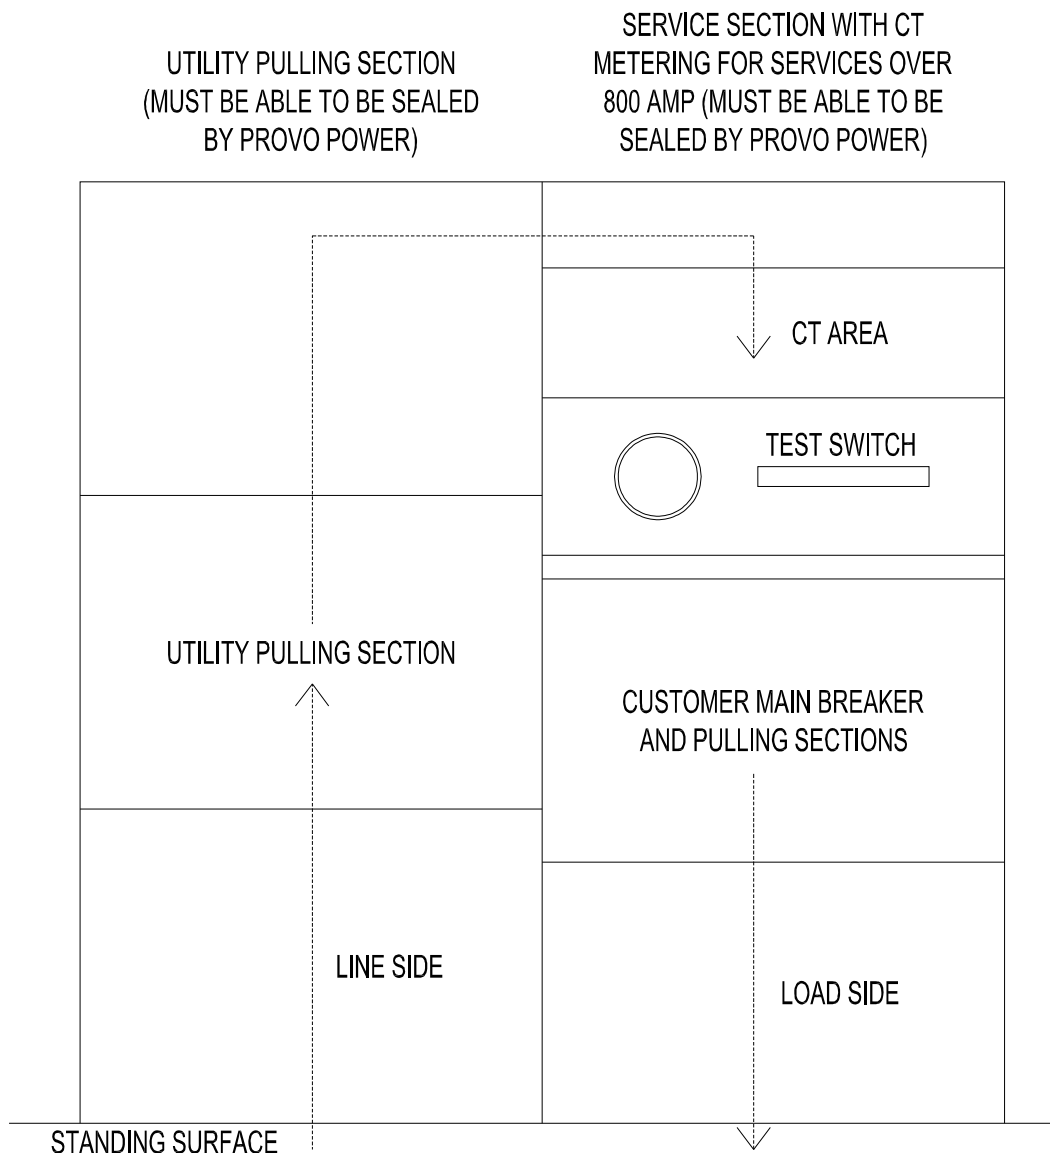 UTILITY PULLING SECTION
(MUST BE ABLE TO BE SEALED
BY PROVO POWER)
SERVICE SECTION WITH CT
METERING FOR SERVICES OVER
800 AMP (MUST BE ABLE TO BE
SEALED BY PROVO POWER)
CT AREA
TEST SWITCH
UTILITY PULLING SECTION
CUSTOMER MAIN BREAKER
AND PULLING SECTIONS
LINE SIDE
LOAD SIDE
STANDING SURFACE